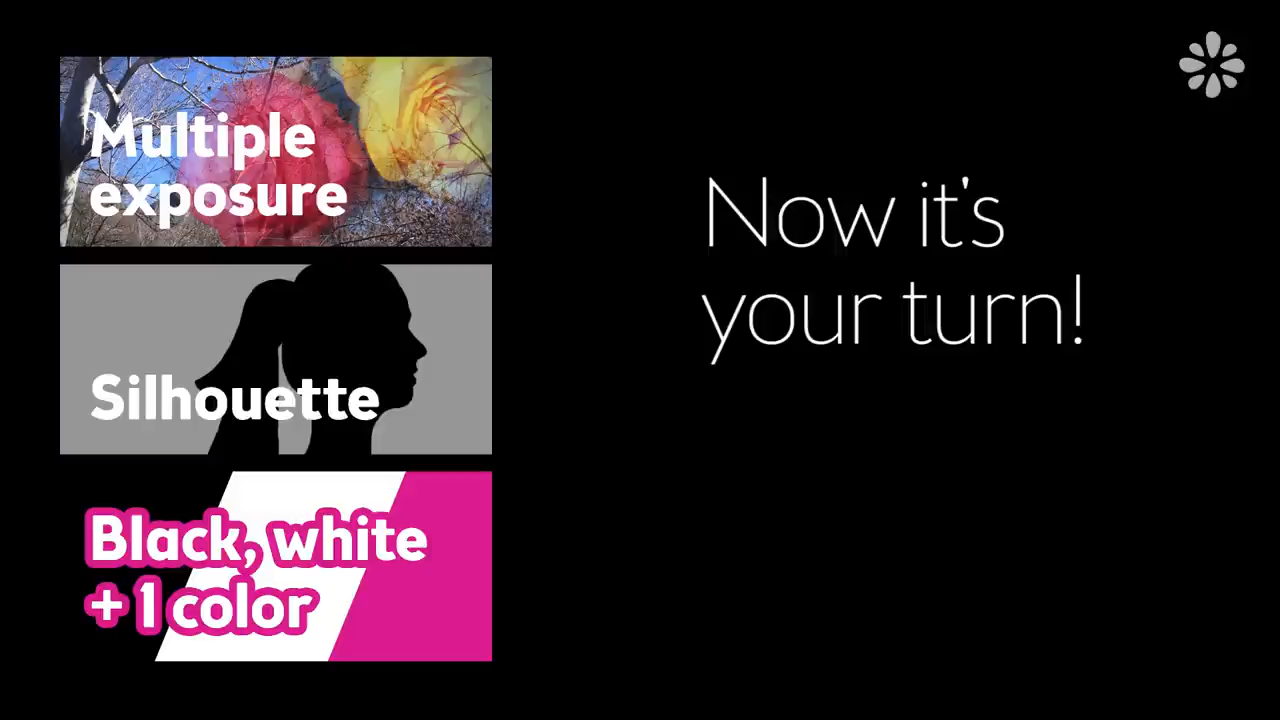 Multiple
exposure
Silhouette
Black, white
+ 1 color
Now it's
your turn!